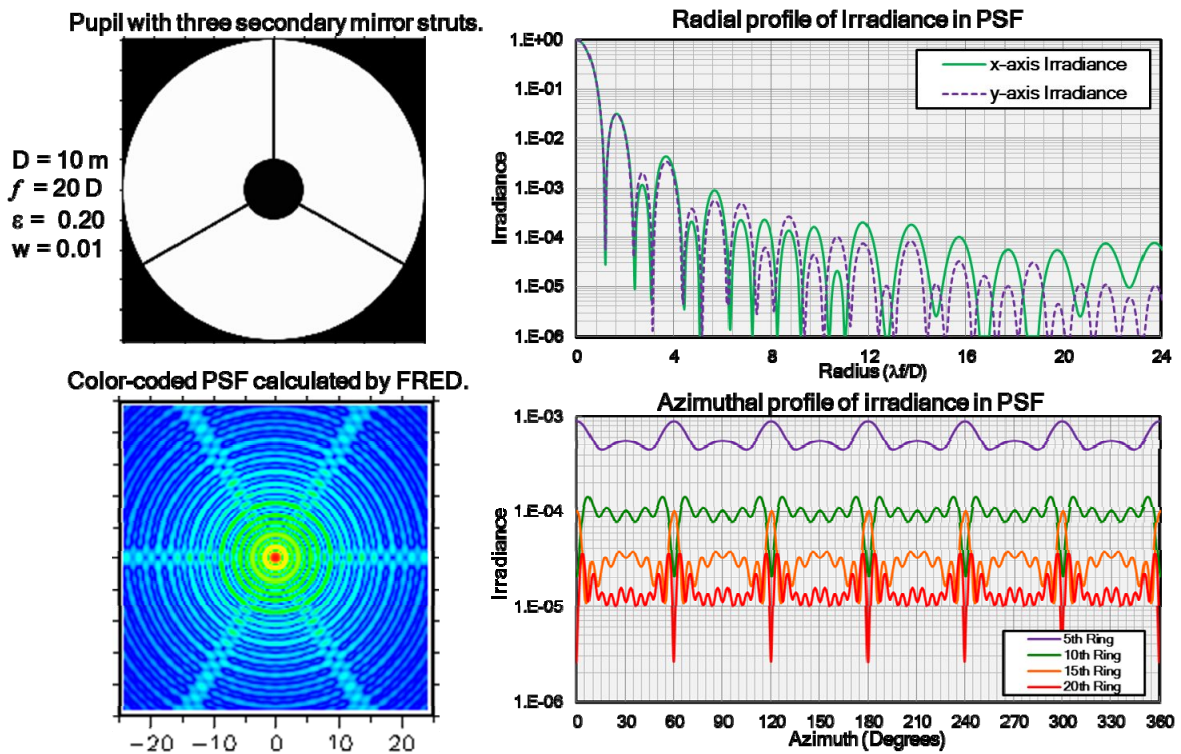 Pupil with three secondary mirror struts.
D = 10 m
f = 20 D
ε = 0.20
w = 0.01
Radial profile of Irradiance in PSF
1.E+00
1.E-01
1.E-02
1.E-03
1.E-04
1.E-05
1.E-06
Irradiance
x-axis Irradiance
y-axis Irradiance
0 4 8 12 16 20 24
Radius (λf/D)
Color-coded PSF calculated by FRED.
-20 -10 0 10 20
Azimuthal profile of irradiance in PSF
1.E-03
1.E-04
1.E-05
1.E-06
Irradiance
5th Ring
10th Ring
15th Ring
20th Ring
0 30 60 90 120 150 180 210 240 270 300 330 360
Azimuth (Degrees)